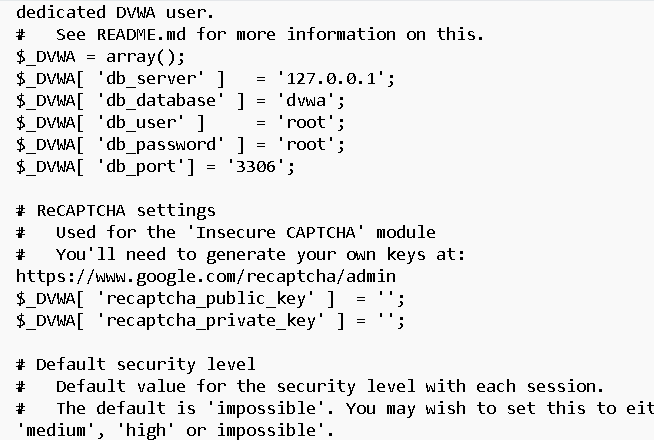 dedicated DVWA user.
#   See README.md for more information on this.
$_DVWA = array();
$_DVWA[ 'db_server' ]   = '127.0.0.1';
$_DVWA[ 'db_database' ] = 'dvwa';
$_DVWA[ 'db_user' ]     = 'root';
$_DVWA[ 'db_password' ] = 'root';
$_DVWA[ 'db_port'] = '3306';

# ReCAPTCHA settings
#   Used for the 'Insecure CAPTCHA' module
#   You'll need to generate your own keys at:
https://www.google.com/recaptcha/admin
$_DVWA[ 'recaptcha_public_key' ]  = '';
$_DVWA[ 'recaptcha_private_key' ] = '';

# Default security level
#   Default value for the security level with each session.
#   The default is 'impossible'. You may wish to set this to eit
'medium', 'high' or impossible'.